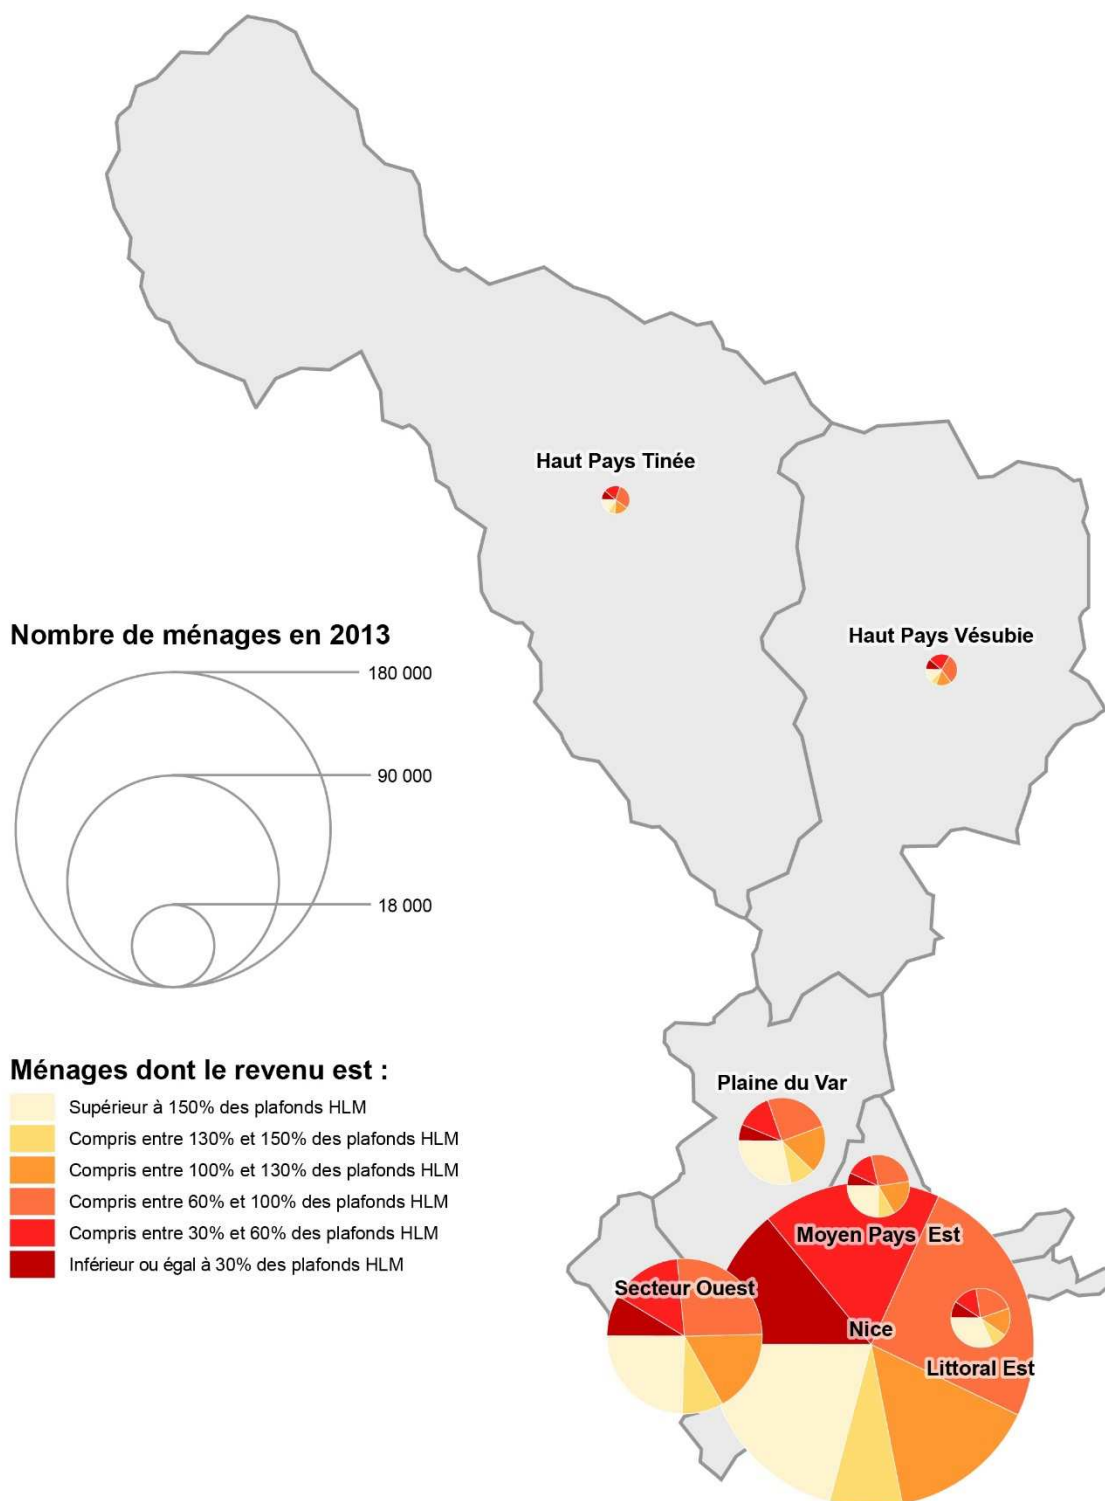 Haut Pays Tinée
Haut Pays Vésubie
Nombre de ménages en 2013
180 000
90 000
18 000
Ménages dont le revenu est :
Supérieur à 150% des plafonds HLM
Compris entre 130% et 150% des plafonds HLM
Compris entre 100% et 130% des plafonds HLM
Compris entre 60% et 100% des plafonds HLM
Compris entre 30% et 60% des plafonds HLM
Inférieur ou égal à 30% des plafonds HLM
Plaine du Var
Moyen Pays Est
Secteur Ouest
Nice
Littoral Est